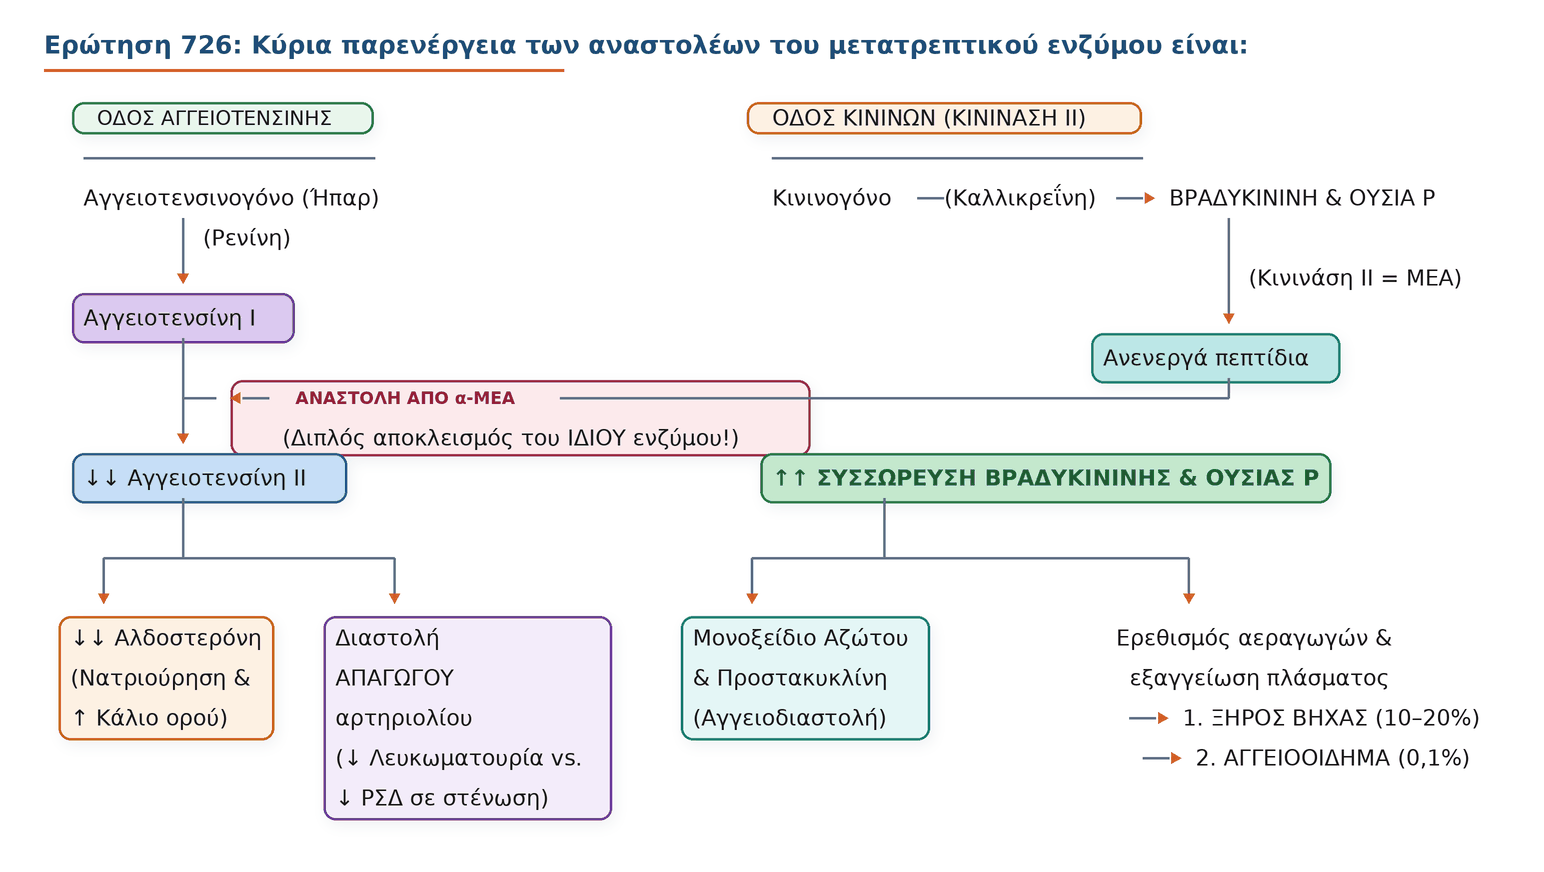 Ερώτηση 726: Κύρια παρενέργεια των αναστολέων του μετατρεπτικού ενζύμου είναι:
ΟΔΟΣ ΑΓΓΕΙΟΤΕΝΣΙΝΗΣ
ΟΔΟΣ ΚΙΝΙΝΩΝ (ΚΙΝΙΝΑΣΗ ΙΙ)
Αγγειοτενσινογόνο (Ήπαρ)
Κινινογόνο
(Καλλικρεΐνη)
ΒΡΑΔΥΚΙΝΙΝΗ & ΟΥΣΙΑ P
(Ρενίνη)
(Κινινάση ΙΙ = ΜΕΑ)
Αγγειοτενσίνη Ι
Ανενεργά πεπτίδια
ΑΝΑΣΤΟΛΗ ΑΠΟ α-ΜΕΑ
(Διπλός αποκλεισμός του ΙΔΙΟΥ ενζύμου!)
↓↓ Αγγειοτενσίνη ΙΙ
↑↑ ΣΥΣΣΩΡΕΥΣΗ ΒΡΑΔΥΚΙΝΙΝΗΣ & ΟΥΣΙΑΣ P
↓↓ Αλδοστερόνη
(Νατριούρηση &
↑ Κάλιο ορού)
Διαστολή
ΑΠΑΓΩΓΟΥ
αρτηριολίου
(↓ Λευκωματουρία vs.
↓ ΡΣΔ σε στένωση)
Μονοξείδιο Αζώτου
& Προστακυκλίνη
(Αγγειοδιαστολή)
Ερεθισμός αεραγωγών &
εξαγγείωση πλάσματος
1. ΞΗΡΟΣ ΒΗΧΑΣ (10–20%)
2. ΑΓΓΕΙΟΟΙΔΗΜΑ (0,1%)